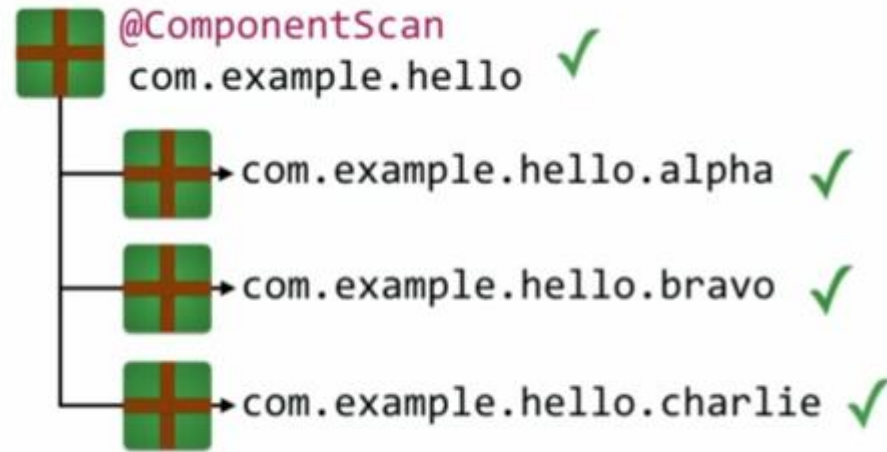 @ComponentScan
com.example.hello
com.example.hello.alpha
com.example.hello.bravo
com.example.hello.charlie